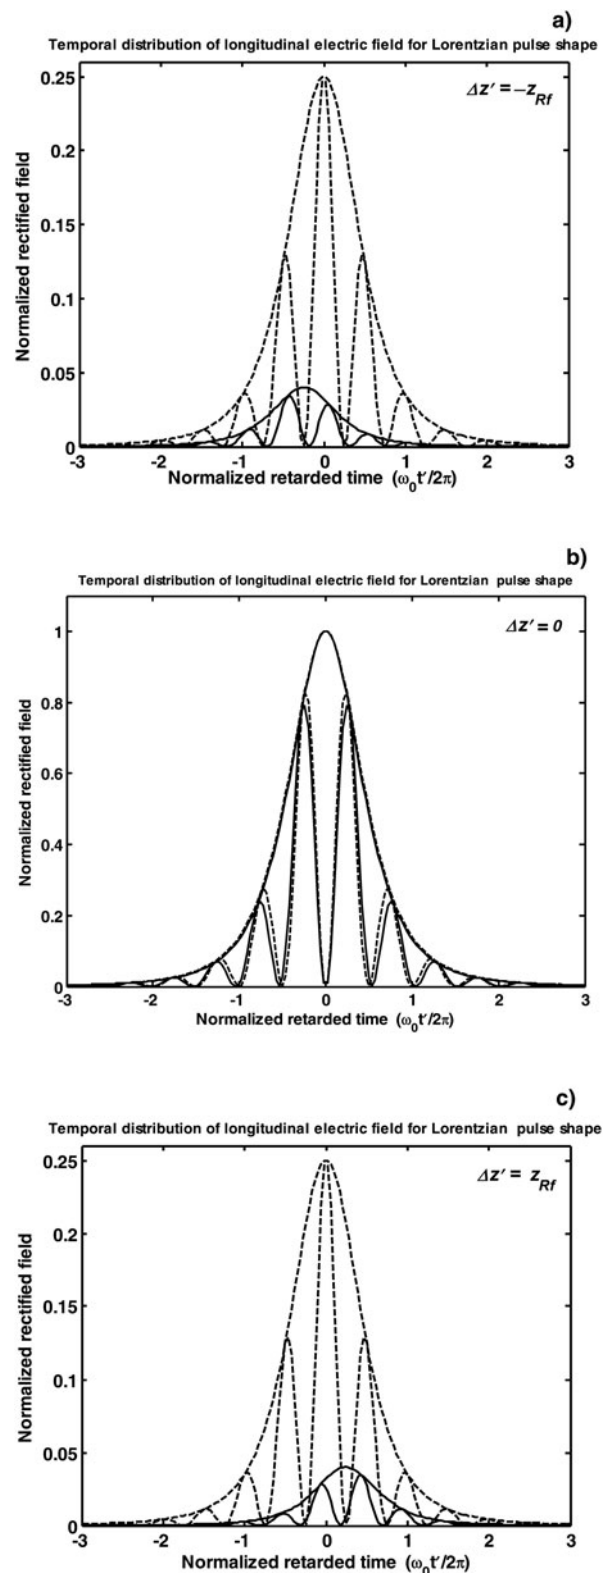 a)
Temporal distribution of longitudinal electric field for Lorentzian pulse shape
Δz′ = −z_Rf
Normalized rectified field
0.25
0.2
0.15
0.1
0.05
0
-3 -2 -1 0 1 2 3
Normalized retarded time (ω₀t′/2π)
b)
Temporal distribution of longitudinal electric field for Lorentzian pulse shape
Δz′ = 0
Normalized rectified field
1
0.8
0.6
0.4
0.2
0
-3 -2 -1 0 1 2 3
Normalized retarded time (ω₀t′/2π)
c)
Temporal distribution of longitudinal electric field for Lorentzian pulse shape
Δz′ = z_Rf
Normalized rectified field
0.25
0.2
0.15
0.1
0.05
0
-3 -2 -1 0 1 2 3
Normalized retarded time (ω₀t′/2π)